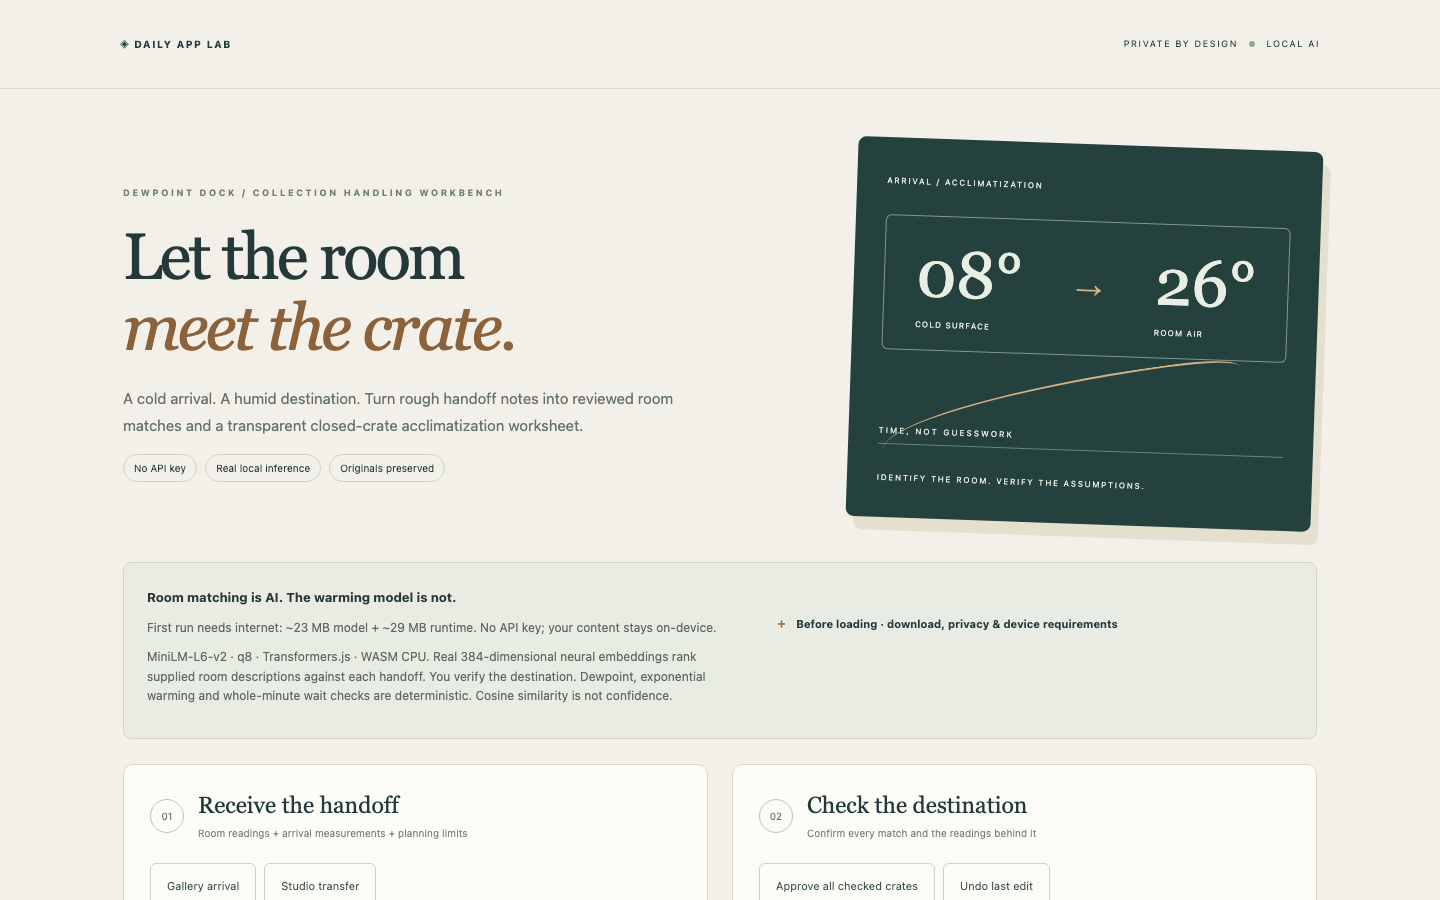 ◈ DAILY APP LAB
PRIVATE BY DESIGN ● LOCAL AI
DEWPOINT DOCK / COLLECTION HANDLING WORKBENCH
Let the room
meet the crate.
A cold arrival. A humid destination. Turn rough handoff notes into reviewed room
matches and a transparent closed-crate acclimatization worksheet.
No API key
Real local inference
Originals preserved
ARRIVAL / ACCLIMATIZATION
08° → 26°
COLD SURFACE
ROOM AIR
TIME, NOT GUESSWORK
IDENTIFY THE ROOM. VERIFY THE ASSUMPTIONS.
Room matching is AI. The warming model is not.
First run needs internet: ~23 MB model + ~29 MB runtime. No API key; your content stays on-device.
MiniLM-L6-v2 · q8 · Transformers.js · WASM CPU. Real 384-dimensional neural embeddings rank
supplied room descriptions against each handoff. You verify the destination. Dewpoint, exponential
warming and whole-minute wait checks are deterministic. Cosine similarity is not confidence.
+ Before loading · download, privacy & device requirements
01
Receive the handoff
Room readings + arrival measurements + planning limits
Gallery arrival
Studio transfer
02
Check the destination
Confirm every match and the readings behind it
Approve all checked crates
Undo last edit